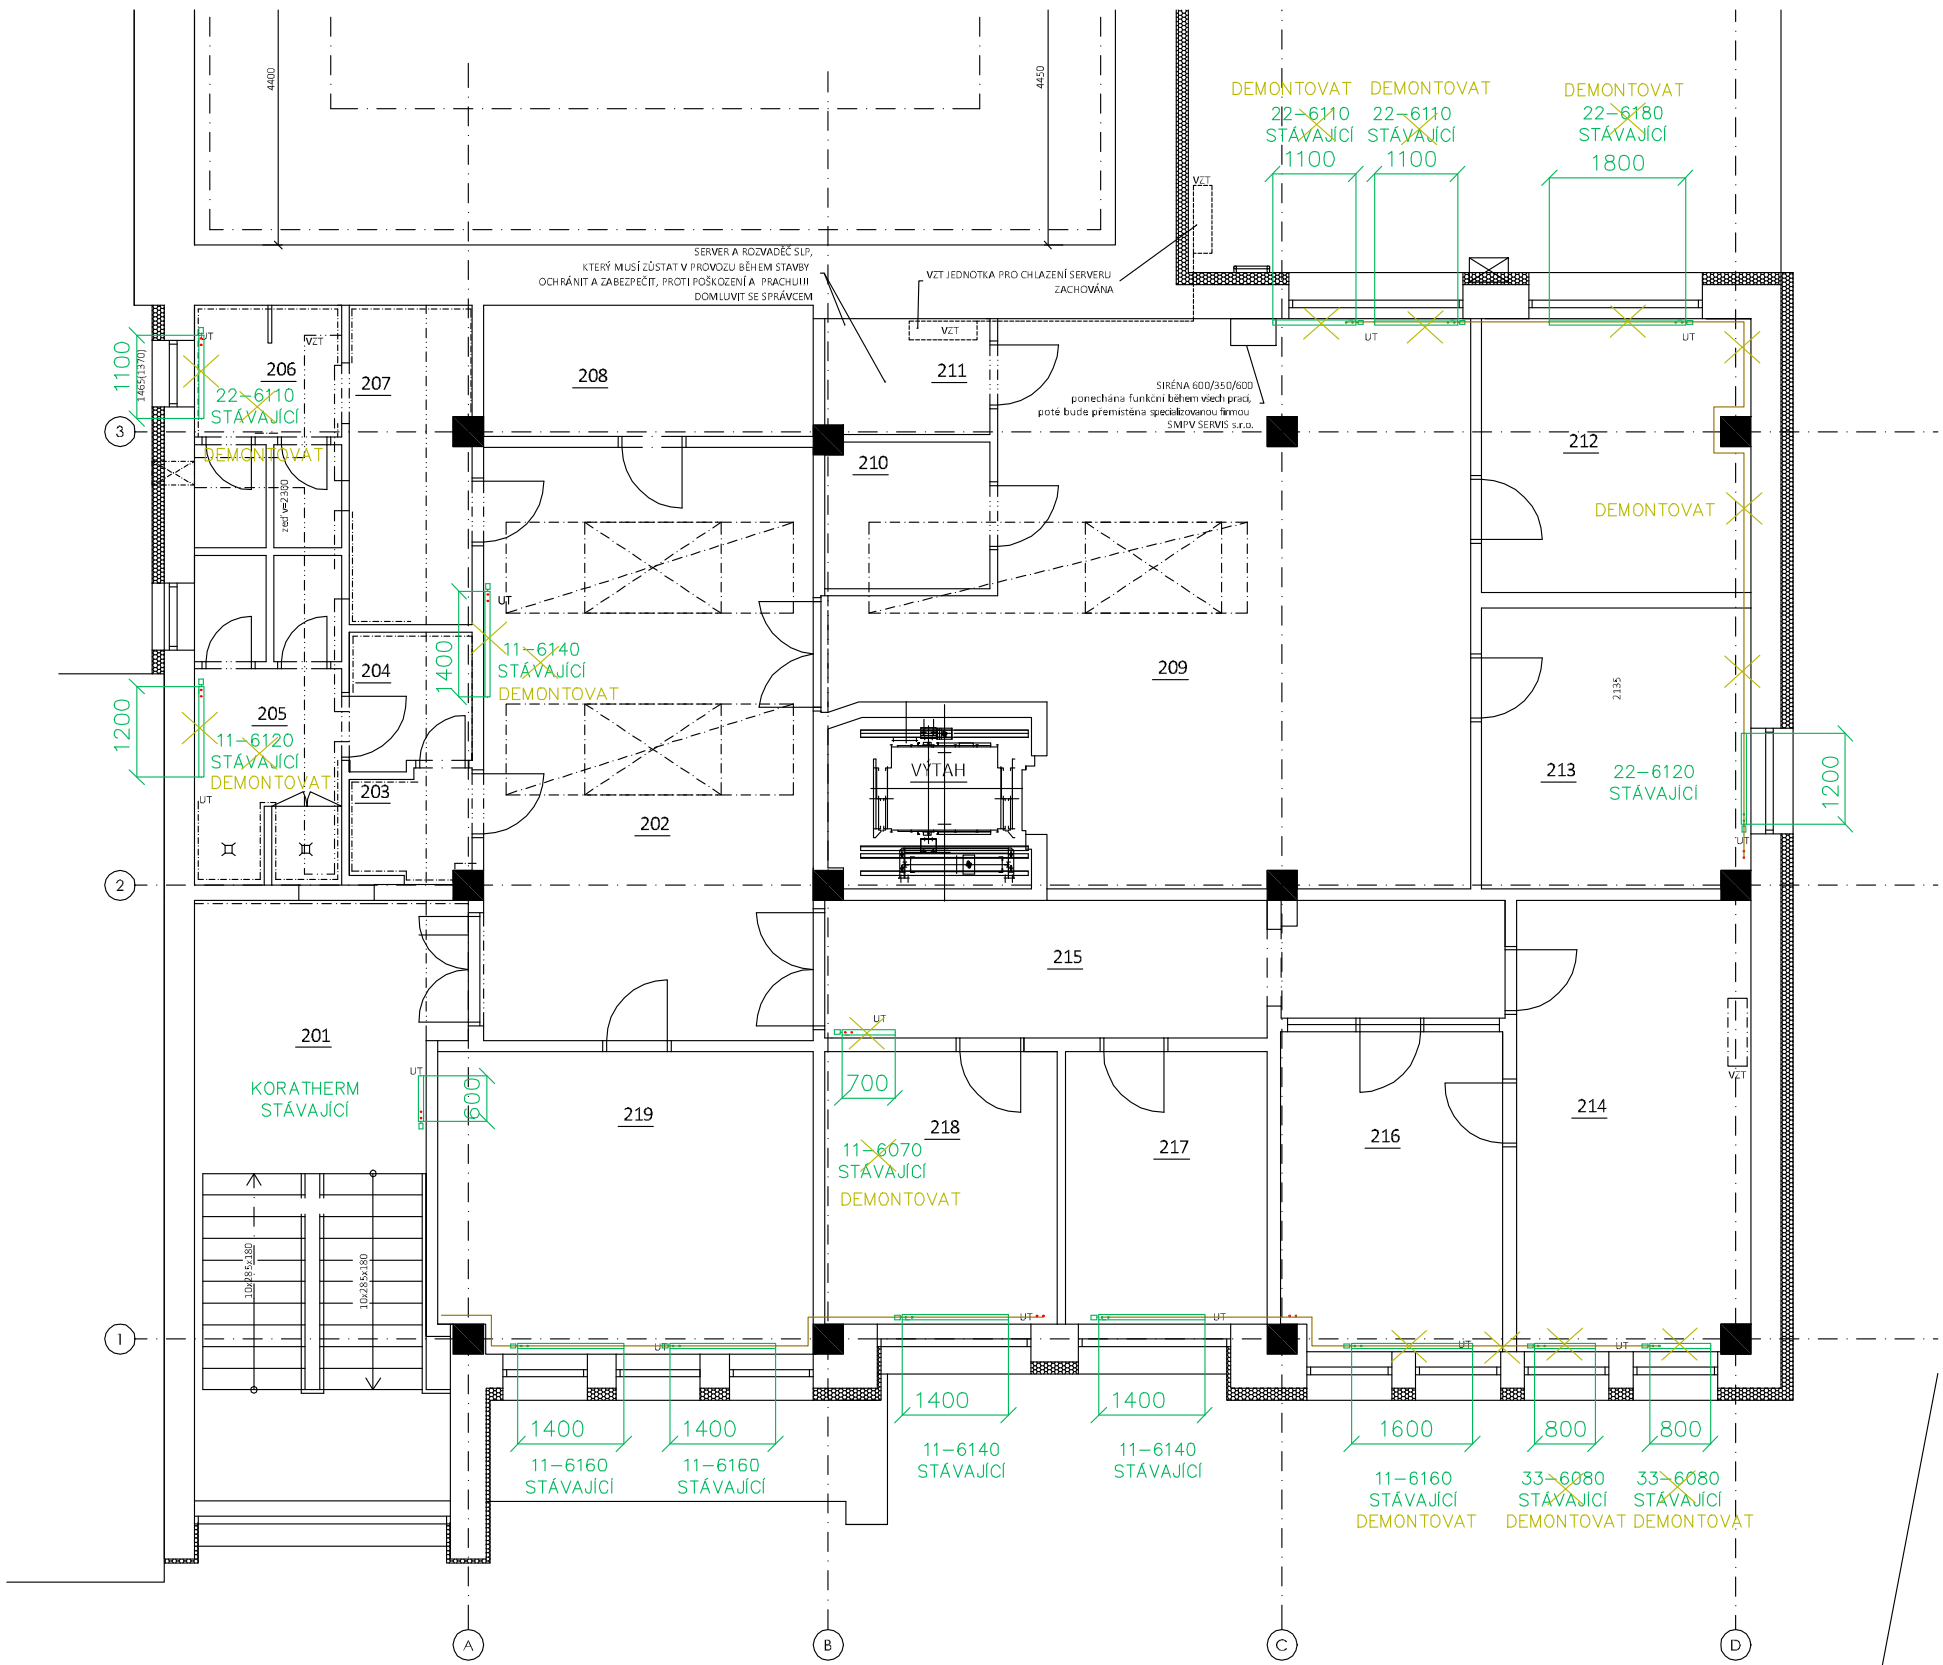 4400
4450
DEMONTOVAT
22-6110
STÁVAJÍCÍ
1100
DEMONTOVAT
22-6110
STÁVAJÍCÍ
1100
DEMONTOVAT
22-6180
STÁVAJÍCÍ
1800
VZT
SERVER A ROZVADĚČ SLP,
KTERÝ MUSÍ ZŮSTAT V PROVOZU BĚHEM STAVBY
OCHRÁNIT A ZABEZPEČIT, PROTI POŠKOZENÍ A PRACHU!!!
DOMLUVIT SE SPRÁVCEM
VZT JEDNOTKA PRO CHLAZENÍ SERVERU
ZACHOVÁNA
VZT
UT
UT
UT
VZT
1100
1465(1370)
206
22-6110
STÁVAJÍCÍ
DEMONTOVAT
207
208
211
SIRÉNA 600/350/600
ponechána funkční během všech prací,
poté bude přemístěna specializovanou firmou
SMPV SERVIS s.r.o.
3
212
210
DEMONTOVAT
zeď v=2300
UT
1400
11-6140
STÁVAJÍCÍ
DEMONTOVAT
204
209
2135
1200
205
11-6120
STÁVAJÍCÍ
DEMONTOVAT
UT
203
202
VÝTAH
213
22-6120
STÁVAJÍCÍ
1200
UT
2
215
201
KORATHERM
STÁVAJÍCÍ
UT
600
UT
700
219
218
11-6070
STÁVAJÍCÍ
DEMONTOVAT
217
216
214
VZT
10x285x180
10x285x180
1
UT
UT
UT
UT
UT
1400
11-6160
STÁVAJÍCÍ
1400
11-6160
STÁVAJÍCÍ
1400
11-6140
STÁVAJÍCÍ
1400
11-6140
STÁVAJÍCÍ
1600
11-6160
STÁVAJÍCÍ
DEMONTOVAT
800
33-6080
STÁVAJÍCÍ
DEMONTOVAT
800
33-6080
STÁVAJÍCÍ
DEMONTOVAT
A
B
C
D